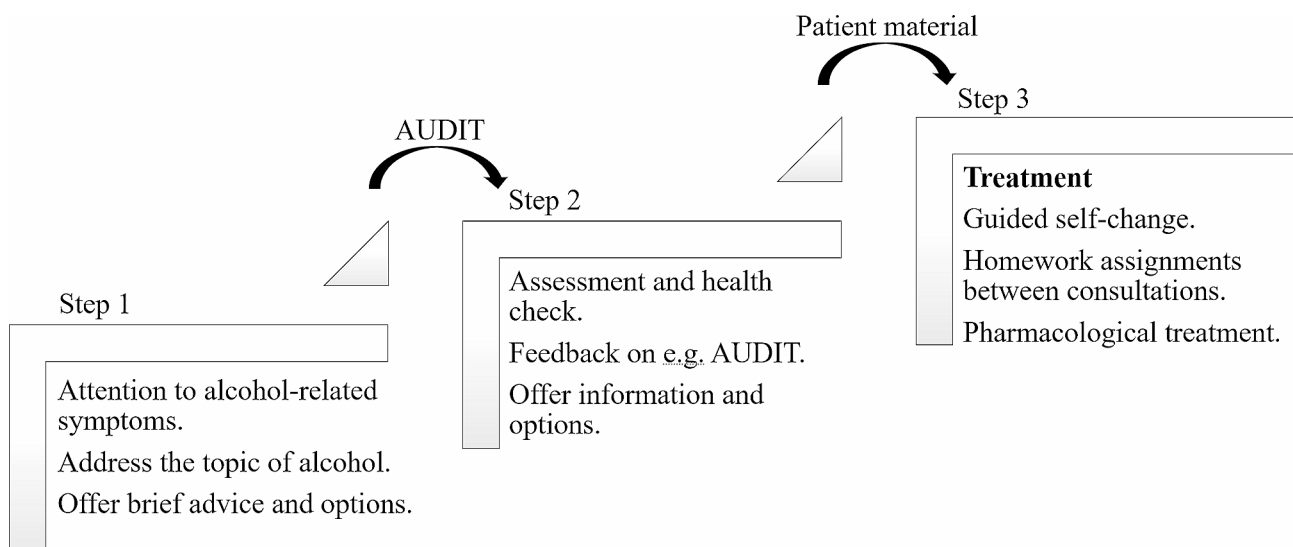 Step 1
Attention to alcohol-related
symptoms.
Address the topic of alcohol.
Offer brief advice and options.
AUDIT
Step 2
Assessment and health
check.
Feedback on e.g. AUDIT.
Offer information and
options.
Patient material
Step 3
Treatment
Guided self-change.
Homework assignments
between consultations.
Pharmacological treatment.